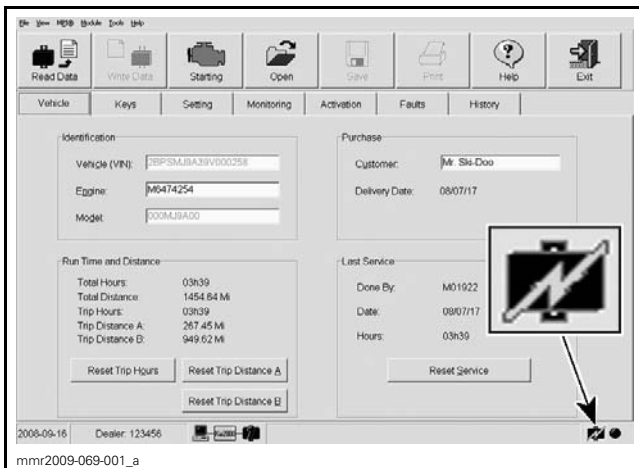 File View MPEM Module Tools Help
Read Data Write Data Starting Open Save Print Help Exit
Vehicle Keys Setting Monitoring Activation Faults History
Identification
Vehicle (VIN): 2BPSMJ9A39V000258
Engine: M6474254
Model: 000MJ9A00
Purchase
Customer: Mr. Ski-Doo
Delivery Date: 08/07/17
Run Time and Distance
Total Hours: 03h39
Total Distance 1454.64 Mi
Trip Hours: 03h39
Trip Distance A: 267.45 Mi
Trip Distance B: 949.62 Mi
Reset Trip Hours Reset Trip Distance A
Reset Trip Distance B
Last Service
Done By: M01922
Date: 08/07/17
Hours: 03h39
Reset Service
2008-09-16 Dealer: 123456 Kw2000
mmr2009-069-001_a